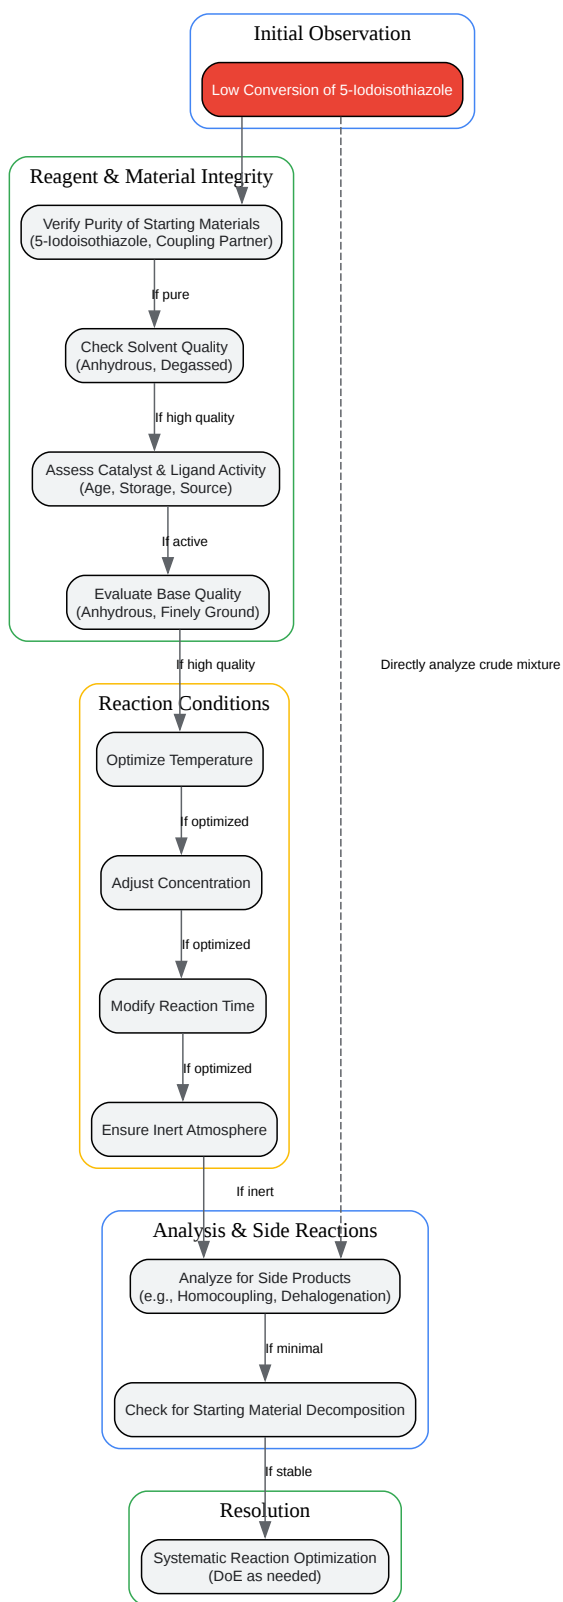 Initial Observation
Low Conversion of 5-Iodoisothiazole
Reagent & Material Integrity
Verify Purity of Starting Materials
(5-Iodoisothiazole, Coupling Partner)
If pure
Check Solvent Quality
(Anhydrous, Degassed)
If high quality
Assess Catalyst & Ligand Activity
(Age, Storage, Source)
If active
Evaluate Base Quality
(Anhydrous, Finely Ground)
If high quality
Directly analyze crude mixture
Reaction Conditions
Optimize Temperature
If optimized
Adjust Concentration
If optimized
Modify Reaction Time
If optimized
Ensure Inert Atmosphere
If inert
Analysis & Side Reactions
Analyze for Side Products
(e.g., Homocoupling, Dehalogenation)
If minimal
Check for Starting Material Decomposition
If stable
Resolution
Systematic Reaction Optimization
(DoE as needed)